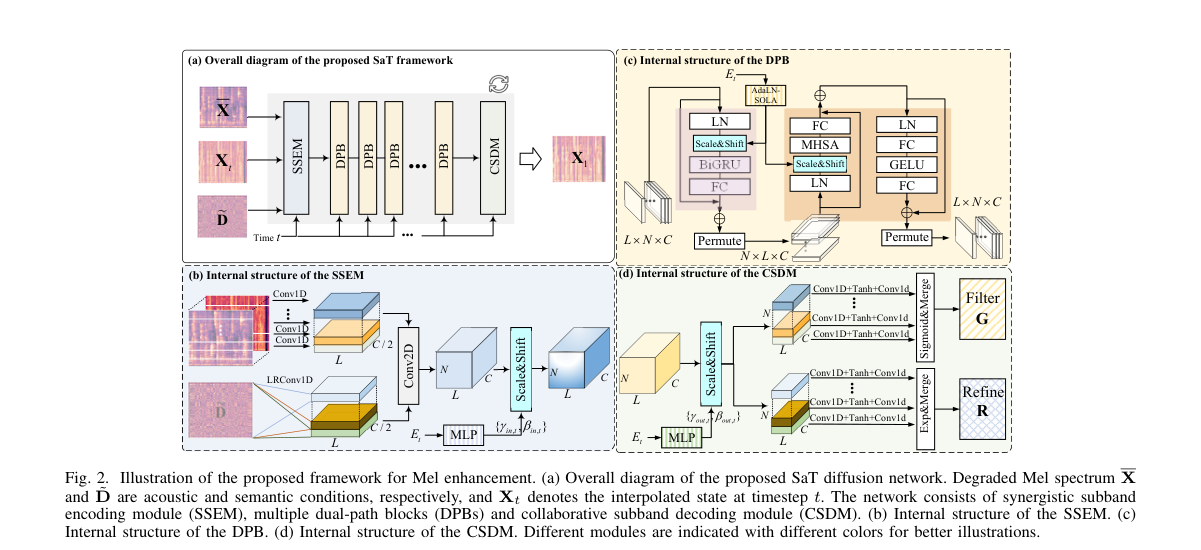 (a) Overall diagram of the proposed SaT framework
X̅
X_t
D̃
SSEM
DPB
DPB
DPB
•••
DPB
CSDM
X_t
Time t
•••
(c) Internal structure of the DPB
E_t
AdaLN-
SOLA
LN
Scale&Shift
BiGRU
FC
FC
MHSA
Scale&Shift
LN
LN
FC
GELU
FC
L×N×C
Permute
N×L×C
Permute
L×N×C
(b) Internal structure of the SSEM
Conv1D
Conv1D
Conv1D
C/2
L
LRConv1D
D̃
C/2
L
Conv2D
N
L
C
Scale&Shift
C
L
E_t
MLP
{γ_in,t, β_in,t}
(d) Internal structure of the CSDM
N
L
C
Scale&Shift
E_t
MLP
{γ_out,t, β_out,t}
N
L
C
Conv1D+Tanh+Conv1d
Conv1D+Tanh+Conv1d
Conv1D+Tanh+Conv1d
Sigmoid&Merge
Filter
G
N
L
C
Conv1D+Tanh+Conv1d
Conv1D+Tanh+Conv1d
Conv1D+Tanh+Conv1d
Exp&Merge
Refine
R
Fig. 2. Illustration of the proposed framework for Mel enhancement. (a) Overall diagram of the proposed SaT diffusion network. Degraded Mel spectrum X̅
and D̃ are acoustic and semantic conditions, respectively, and X_t denotes the interpolated state at timestep t. The network consists of synergistic subband
encoding module (SSEM), multiple dual-path blocks (DPBs) and collaborative subband decoding module (CSDM). (b) Internal structure of the SSEM. (c)
Internal structure of the DPB. (d) Internal structure of the CSDM. Different modules are indicated with different colors for better illustrations.